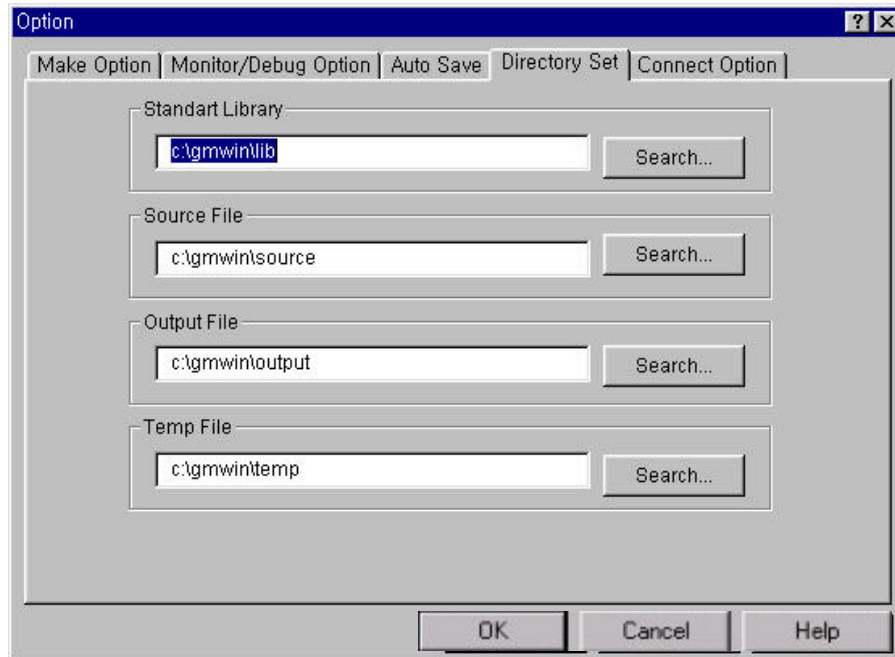 Option
Make Option Monitor/Debug Option Auto Save Directory Set Connect Option
Standart Library
c:\gmwin\lib Search...
Source File
c:\gmwin\source Search...
Output File
c:\gmwin\output Search...
Temp File
c:\gmwin\temp Search...
OK Cancel Help